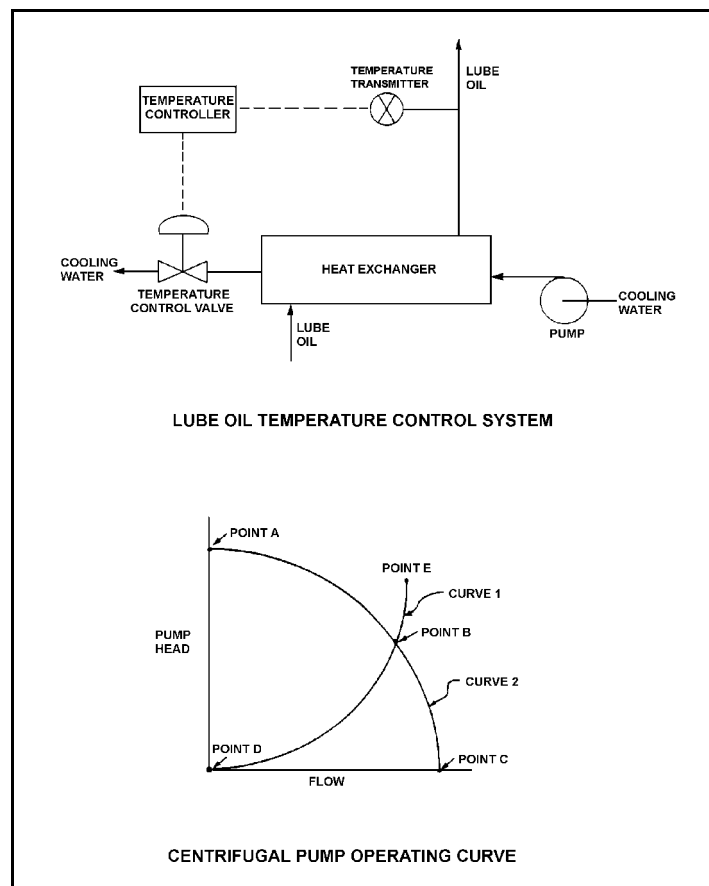 TEMPERATURE
TRANSMITTER
LUBE
OIL
TEMPERATURE
CONTROLLER
COOLING
WATER
TEMPERATURE
CONTROL VALVE
HEAT EXCHANGER
LUBE
OIL
COOLING
WATER
PUMP
LUBE OIL TEMPERATURE CONTROL SYSTEM
POINT A
POINT E
CURVE 1
POINT B
PUMP
HEAD
CURVE 2
POINT D
POINT C
FLOW
CENTRIFUGAL PUMP OPERATING CURVE